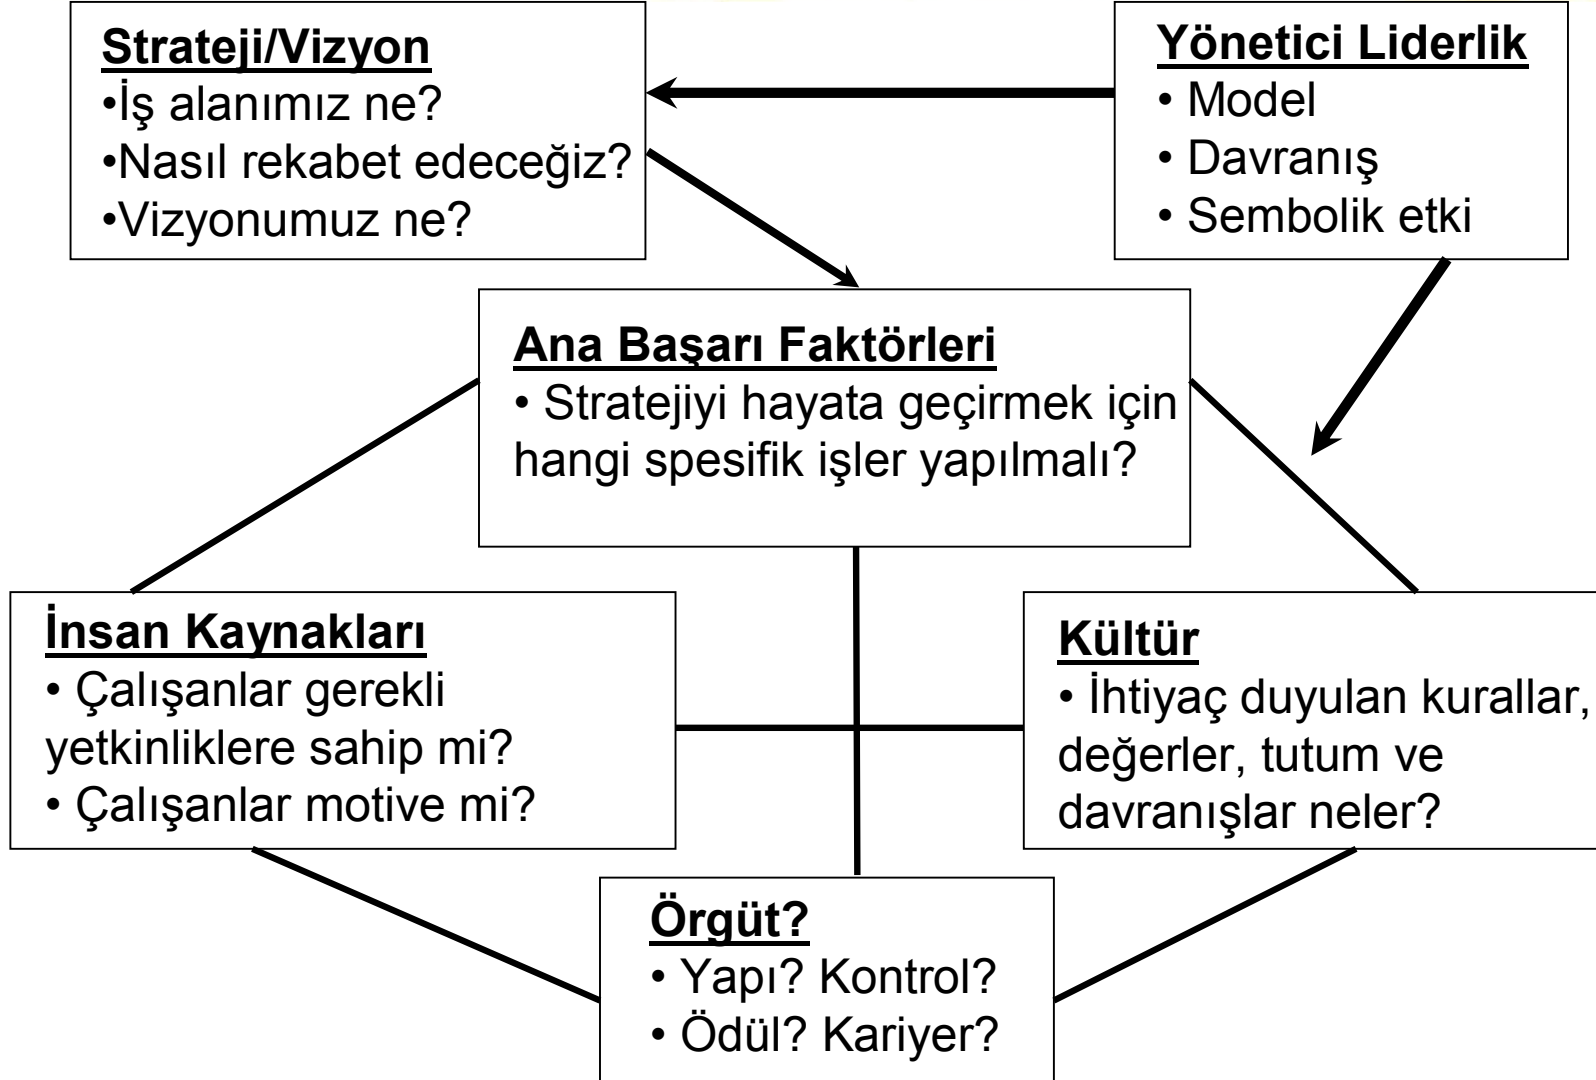 Strateji/Vizyon
•İş alanımız ne?
•Nasıl rekabet edeceğiz?
•Vizyonumuz ne?
Yönetici Liderlik
• Model
• Davranış
• Sembolik etki
Ana Başarı Faktörleri
• Stratejiyi hayata geçirmek için
hangi spesifik işler yapılmalı?
İnsan Kaynakları
• Çalışanlar gerekli
yetkinliklere sahip mi?
• Çalışanlar motive mi?
Kültür
• İhtiyaç duyulan kurallar,
değerler, tutum ve
davranışlar neler?
Örgüt?
• Yapı? Kontrol?
• Ödül? Kariyer?